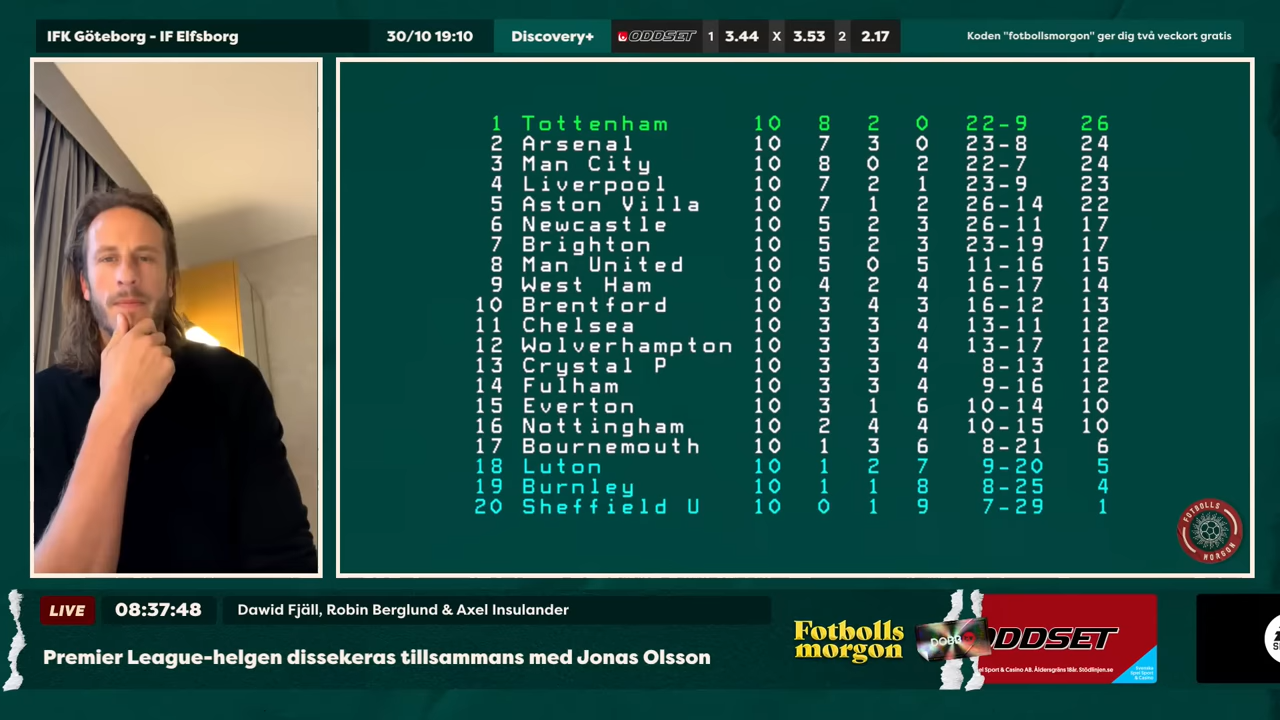 IFK Göteborg - IF Elfsborg 30/10 19:10 Discovery+ ODDSET 1 3.44 X 3.53 2 2.17 Koden "fotbollsmorgon" ger dig två veckort gratis
1 Tottenham 10 8 2 0 22-9 26
2 Arsenal 10 7 3 0 23-8 24
3 Man City 10 8 0 2 22-7 24
4 Liverpool 10 7 2 1 23-9 23
5 Aston Villa 10 7 1 2 26-14 22
6 Newcastle 10 5 2 3 26-11 17
7 Brighton 10 5 2 3 23-19 17
8 Man United 10 5 0 5 11-16 15
9 West Ham 10 4 2 4 16-17 14
10 Brentford 10 3 4 3 16-12 13
11 Chelsea 10 3 3 4 13-11 12
12 Wolverhampton 10 3 3 4 13-17 12
13 Crystal P 10 3 3 4 8-13 12
14 Fulham 10 3 3 4 9-16 12
15 Everton 10 3 1 6 10-14 10
16 Nottingham 10 2 4 4 10-15 10
17 Bournemouth 10 1 3 6 8-21 6
18 Luton 10 1 2 7 9-20 5
19 Burnley 10 1 1 8 8-25 4
20 Sheffield U 10 0 1 9 7-29 1
FOTBOLLS
MORGON
LIVE 08:37:48 Dawid Fjäll, Robin Berglund & Axel Insulander
Premier League-helgen dissekeras tillsammans med Jonas Olsson
Fotbolls
morgon
ODDSET
Sport & Casino AB. Åldersgräns 18år. Stödlinjen.se